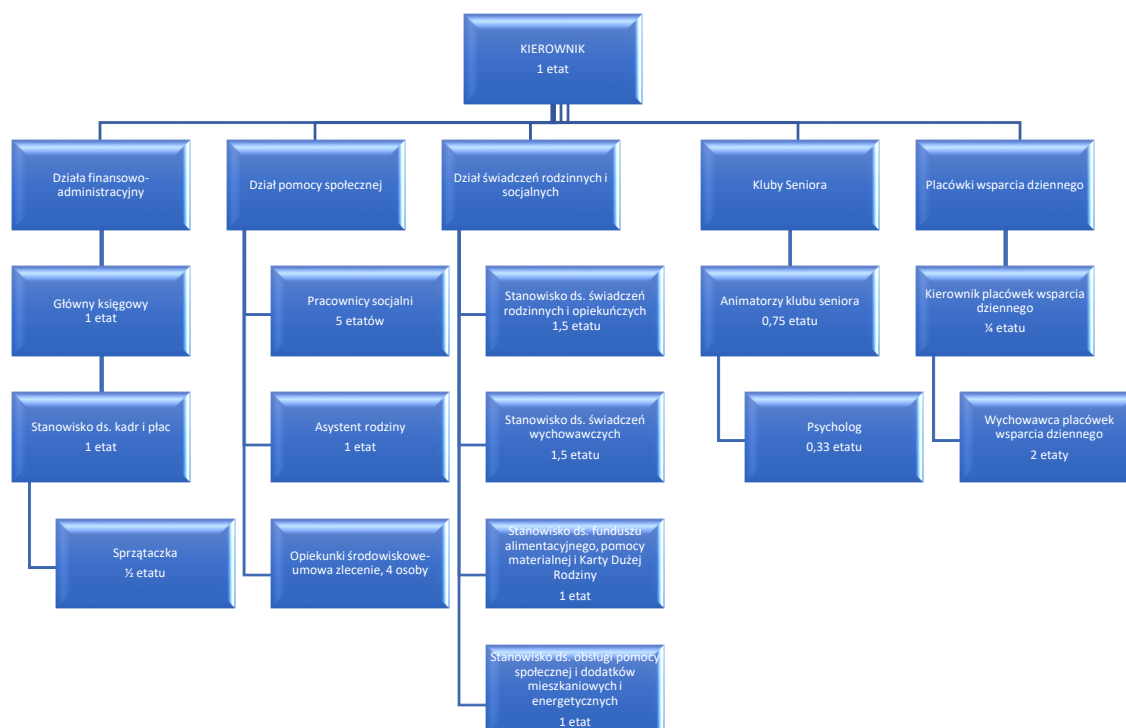 KIEROWNIK
1 etat
Działa finansowo-
administracyjny
Dział pomocy społecznej
Dział świadczeń rodzinnych i
socjalnych
Kluby Seniora
Placówki wsparcia dziennego
Główny księgowy
1 etat
Pracownicy socjalni
5 etatów
Stanowisko ds. świadczeń
rodzinnych i opiekuńczych
1,5 etatu
Animatorzy klubu seniora
0,75 etatu
Kierownik placówek wsparcia
dziennego
¼ etatu
Stanowisko ds. kadr i płac
1 etat
Asystent rodziny
1 etat
Stanowisko ds. świadczeń
wychowawczych
1,5 etatu
Psycholog
0,33 etatu
Wychowawca placówek
wsparcia dziennego
2 etaty
Sprzątaczka
½ etatu
Opiekunki środowiskowe-
umowa zlecenie, 4 osoby
Stanowisko ds. funduszu
alimentacyjnego, pomocy
materialnej i Karty Dużej
Rodziny
1 etat
Stanowisko ds. obsługi pomocy
społecznej i dodatków
mieszkaniowych i
energetycznych
1 etat